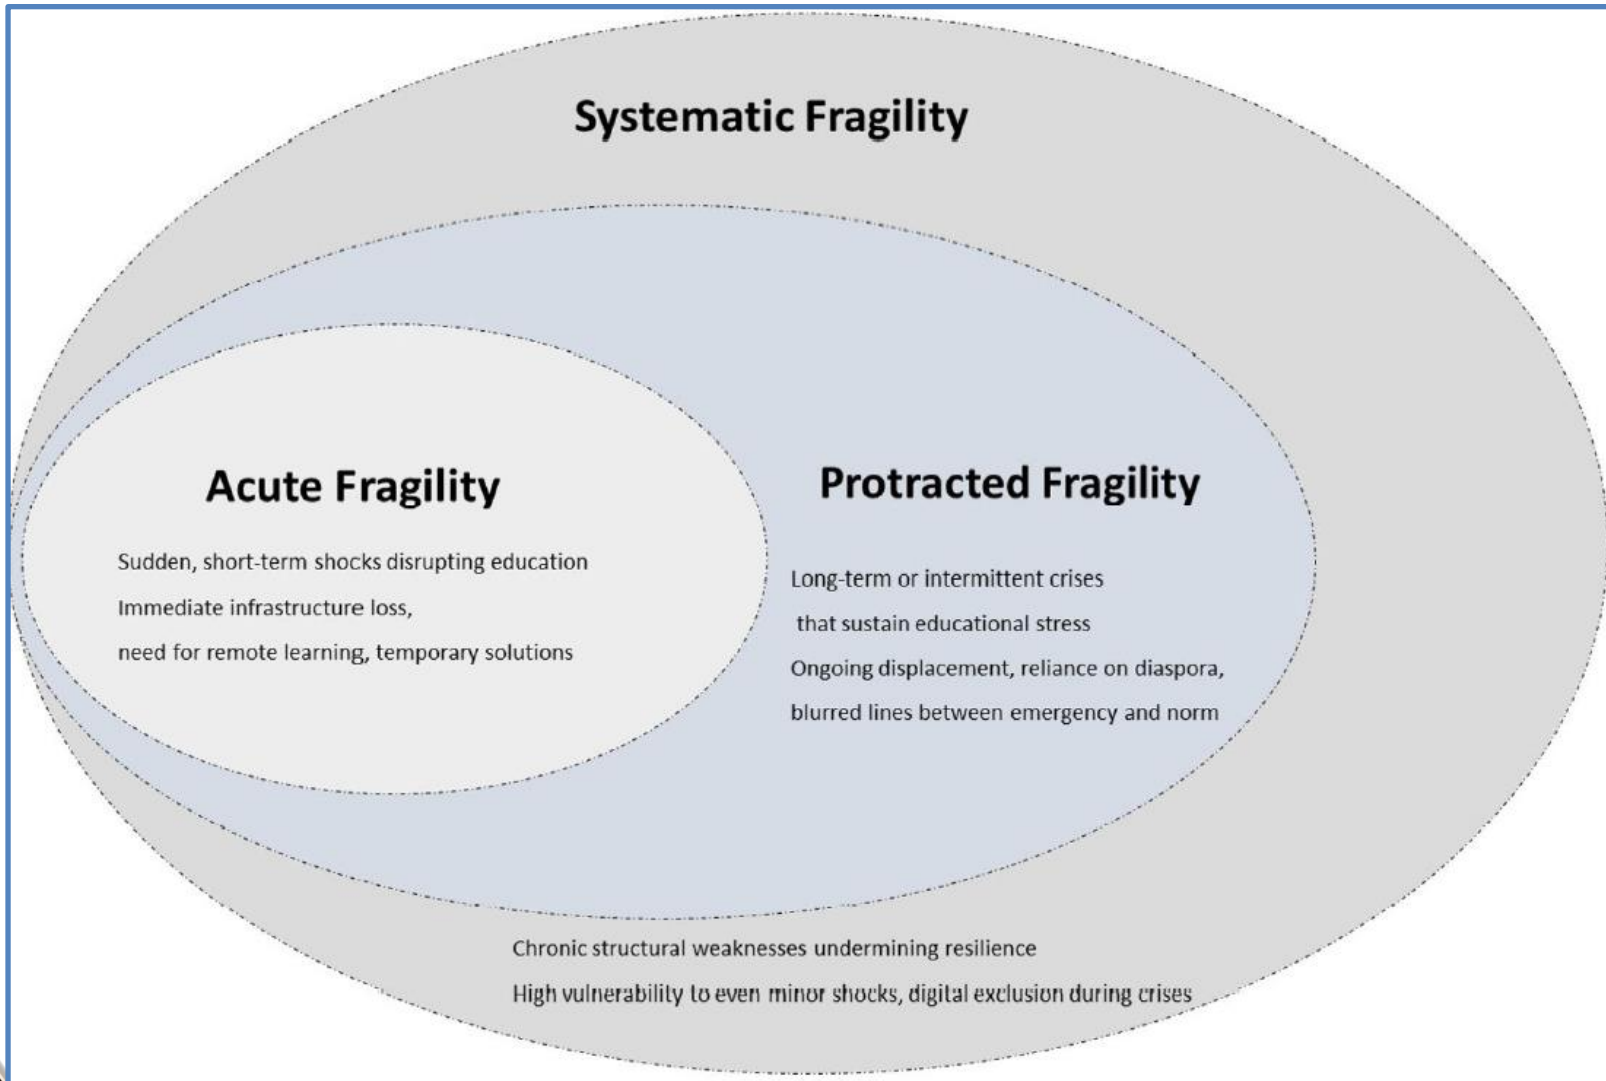 Systematic Fragility
Acute Fragility
Sudden, short-term shocks disrupting education
Immediate infrastructure loss,
need for remote learning, temporary solutions
Protracted Fragility
Long-term or intermittent crises
that sustain educational stress
Ongoing displacement, reliance on diaspora,
blurred lines between emergency and norm
Chronic structural weaknesses undermining resilience
High vulnerability to even minor shocks, digital exclusion during crises